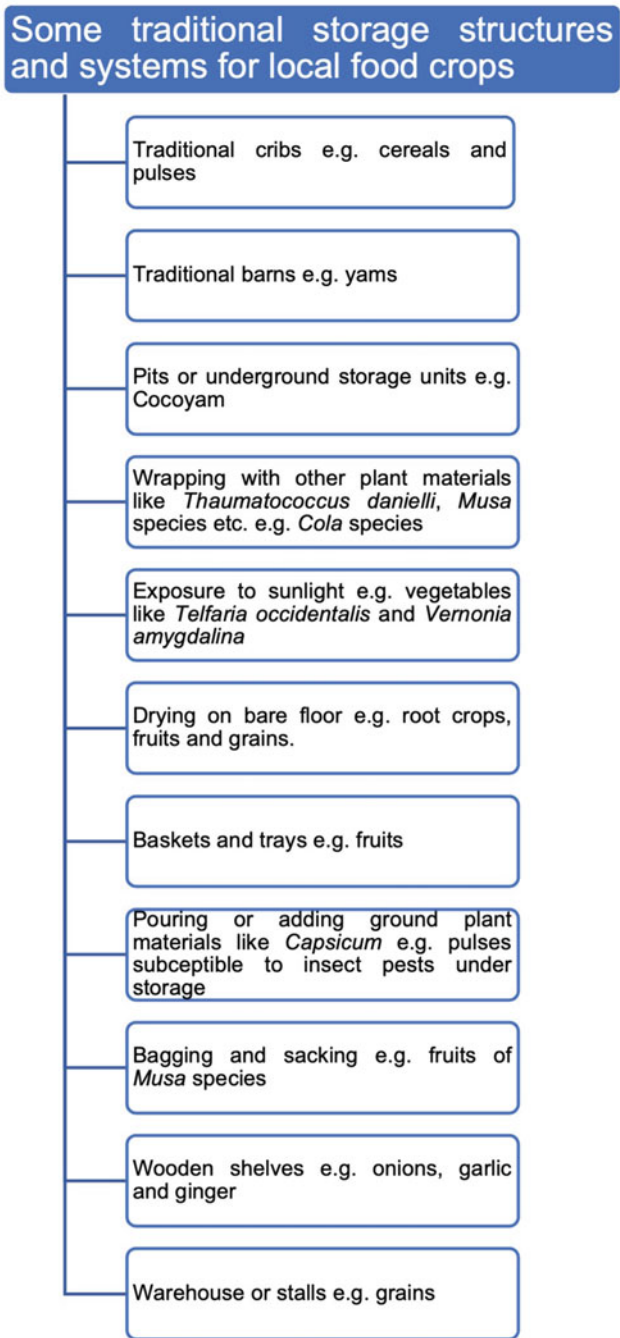 Some traditional storage structures
and systems for local food crops
Traditional cribs e.g. cereals and
pulses
Traditional barns e.g. yams
Pits or underground storage units e.g.
Cocoyam
Wrapping with other plant materials
like Thaumatococcus danielli, Musa
species etc. e.g. Cola species
Exposure to sunlight e.g. vegetables
like Telfaria occidentalis and Vernonia
amygdalina
Drying on bare floor e.g. root crops,
fruits and grains.
Baskets and trays e.g. fruits
Pouring or adding ground plant
materials like Capsicum e.g. pulses
subceptible to insect pests under
storage
Bagging and sacking e.g. fruits of
Musa species
Wooden shelves e.g. onions, garlic
and ginger
Warehouse or stalls e.g. grains